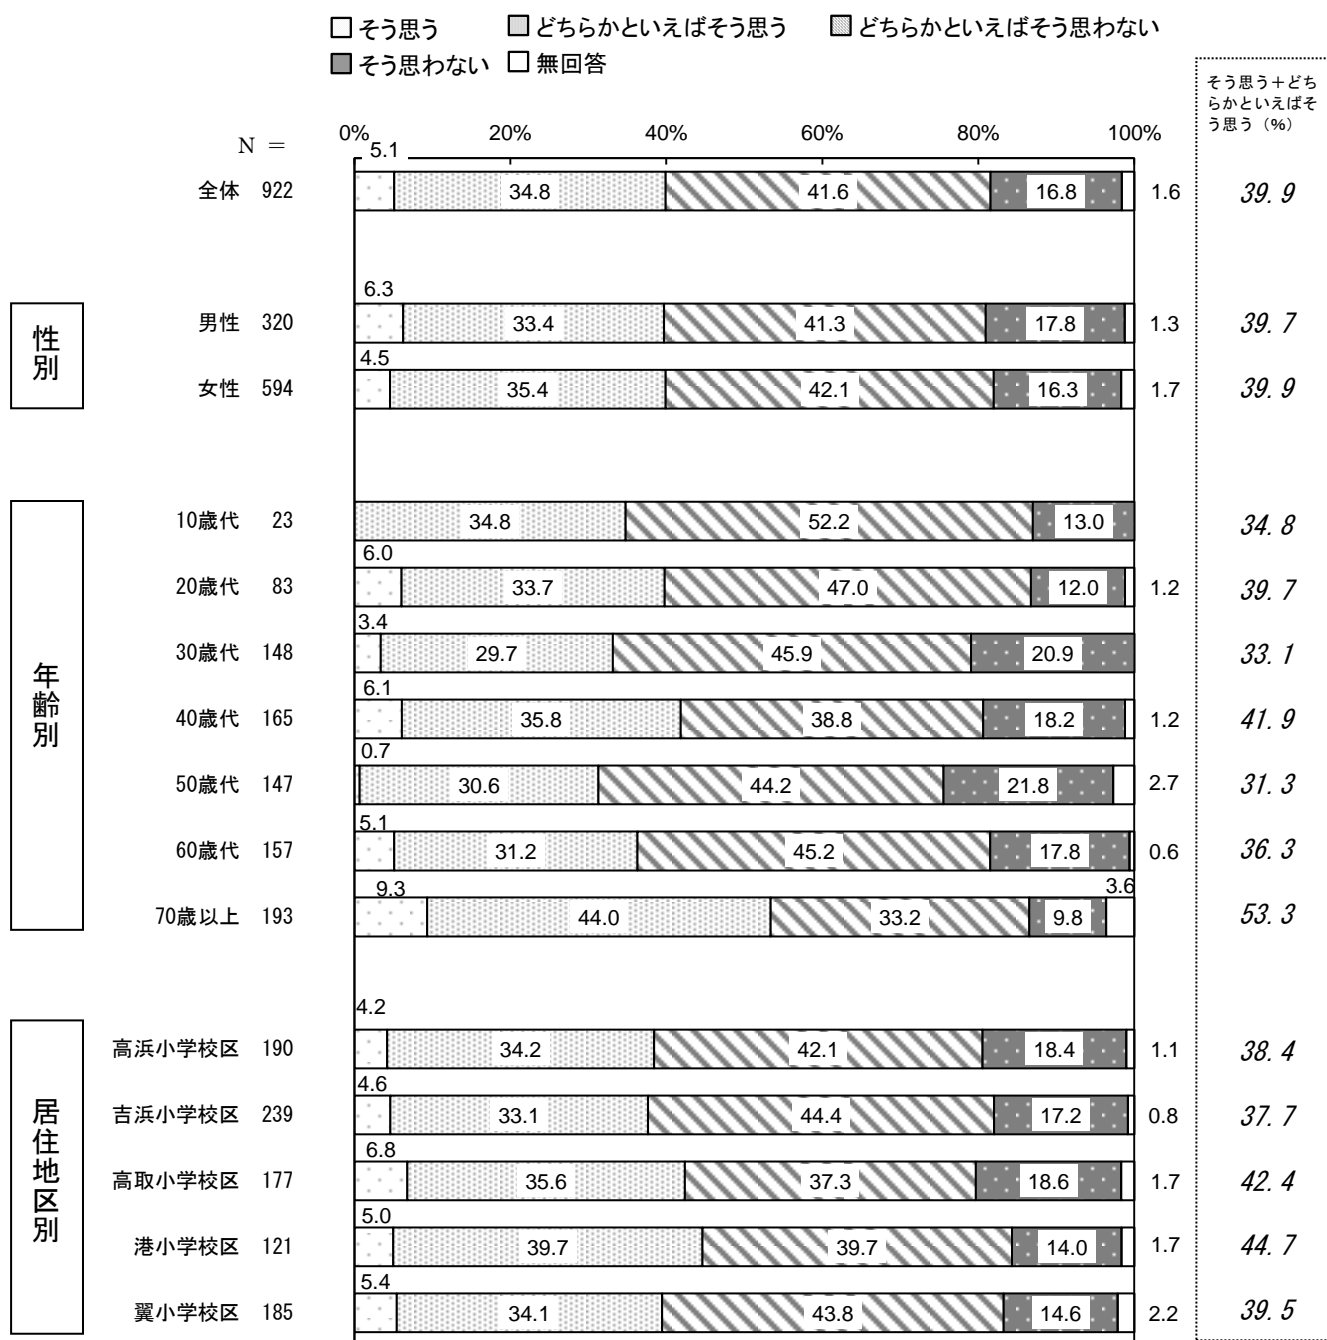 そう思う どちらかといえばそう思う どちらかといえばそう思わない
そう思わない 無回答
そう思う＋どち
らかといえばそ
う思う（%）
N = 0% 20% 40% 60% 80% 100%
5.1
全体 922 34.8 41.6 16.8 1.6 39.9
6.3
男性 320 33.4 41.3 17.8 1.3 39.7
性別
4.5
女性 594 35.4 42.1 16.3 1.7 39.9
10歳代 23 34.8 52.2 13.0 34.8
6.0
20歳代 83 33.7 47.0 12.0 1.2 39.7
3.4
30歳代 148 29.7 45.9 20.9 33.1
年齢別
6.1
40歳代 165 35.8 38.8 18.2 1.2 41.9
0.7
50歳代 147 30.6 44.2 21.8 2.7 31.3
5.1
60歳代 157 31.2 45.2 17.8 0.6 36.3
9.3 3.6
70歳以上 193 44.0 33.2 9.8 53.3
4.2
高浜小学校区 190 34.2 42.1 18.4 1.1 38.4
4.6
吉浜小学校区 239 33.1 44.4 17.2 0.8 37.7
居住地区別
6.8
高取小学校区 177 35.6 37.3 18.6 1.7 42.4
5.0
港小学校区 121 39.7 39.7 14.0 1.7 44.7
5.4
翼小学校区 185 34.1 43.8 14.6 2.2 39.5